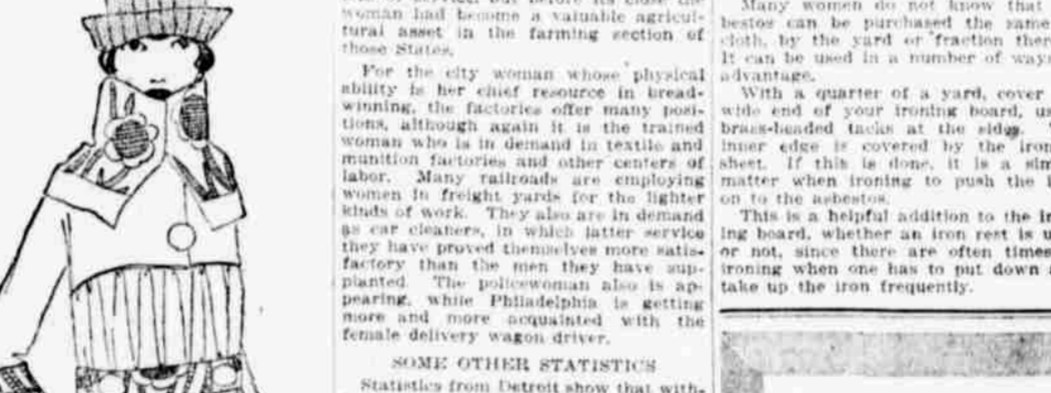 woman had become a valuable agricul-
tural asset in the farming section of
those States.
For the city woman whose physical
ability is her chief resource in bread-
winning, the factories offer many posi-
tions, although again it is the trained
woman who is in demand in textile and
munition factories and other centers of
labor. Many railroads are employing
women in freight yards for the lighter
kinds of work. They also are in demand
as car cleaners, in which latter service
they have proved themselves more satis-
factory than the men they have sup-
planted. The policewoman also is ap-
pearing, while Philadelphia is getting
more and more acquainted with the
female delivery wagon driver.
SOME OTHER STATISTICS
Statistics from Detroit show that with-
Many women do not know that
bestos can be purchased the same
cloth, by the yard or fraction ther
It can be used in a number of ways
advantage.
With a quarter of a yard, cover
wide end of your ironing board, us
brass-headed tacks at the sides.
inner edge is covered by the iron
sheet. If this is done, it is a sim
matter when ironing to push the i
on to the asbestos.
This is a helpful addition to the ir
ing board, whether an iron rest is u
or not, since there are often times
ironing when one has to put down
take up the iron frequently.